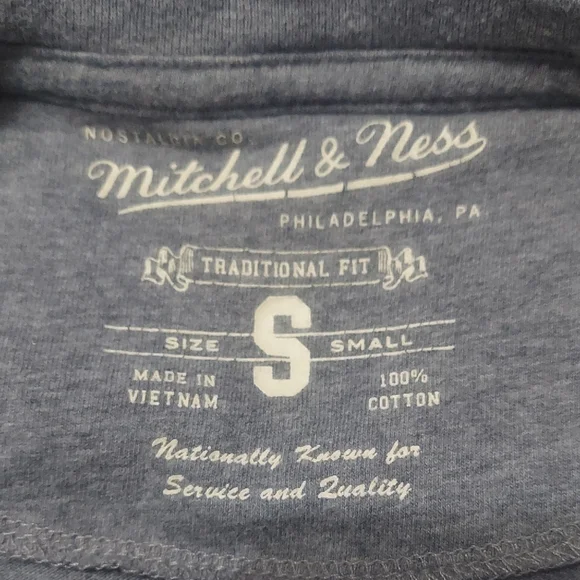 NOSTALGIA CO.
Mitchell & Ness
PHILADELPHIA, PA
TRADITIONAL FIT
SIZE S SMALL
MADE IN VIETNAM
100% COTTON
Nationally Known for
Service and Quality